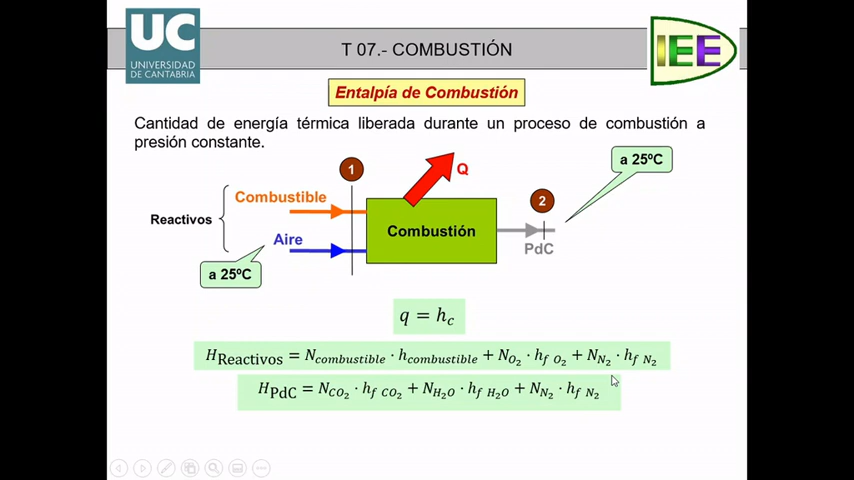 UC
UNIVERSIDAD
DE CANTABRIA
T 07.- COMBUSTIÓN
IEE
Entalpía de Combustión
Cantidad de energía térmica liberada durante un proceso de combustión a
presión constante.
1
Q
a 25ºC
Combustible
2
Reactivos
Combustión
Aire
PdC
a 25ºC
q = h_c
H_Reactivos = N_combustible · h_combustible + N_O₂ · h_f O₂ + N_N₂ · h_f N₂
H_PdC = N_CO₂ · h_f CO₂ + N_H₂O · h_f H₂O + N_N₂ · h_f N₂